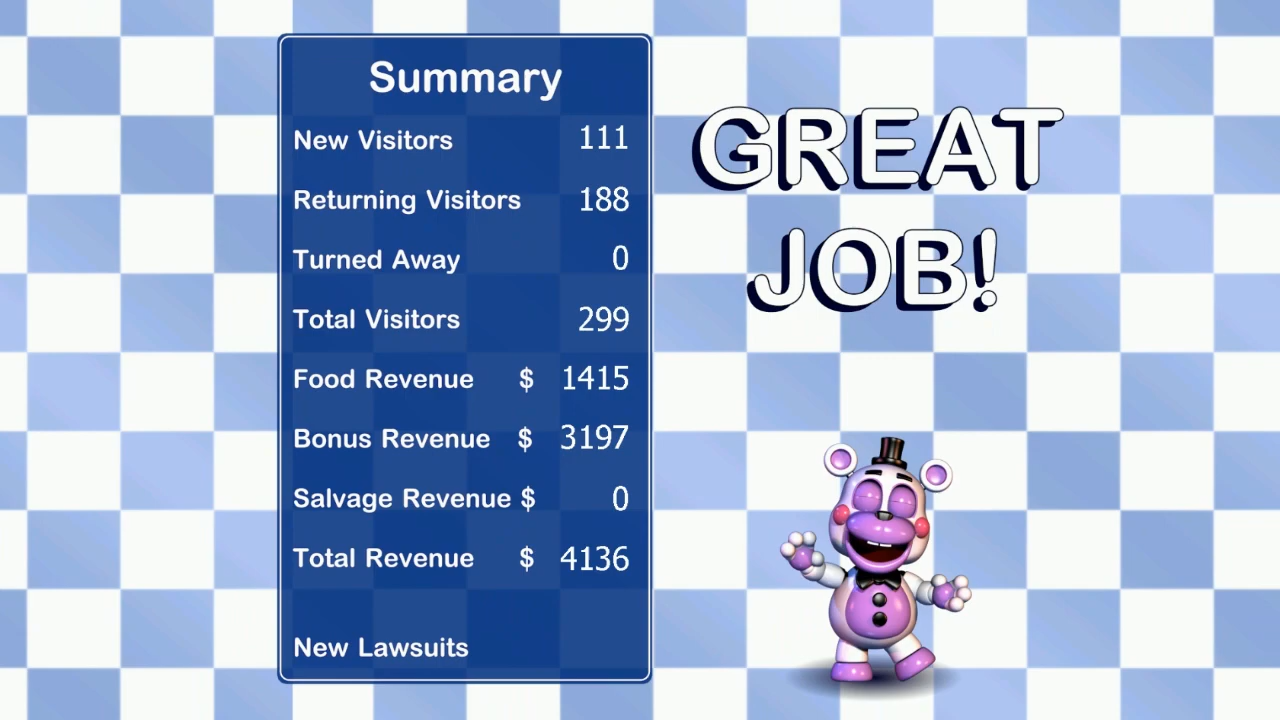 Summary
New Visitors 111
Returning Visitors 188
Turned Away 0
Total Visitors 299
Food Revenue $ 1415
Bonus Revenue $ 3197
Salvage Revenue $ 0
Total Revenue $ 4136
New Lawsuits
GREAT
JOB!